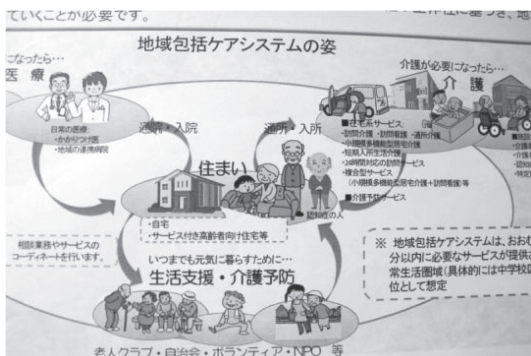 ていくことが必要です。
地域包括ケアシステムの姿
になったら…
医療
日常の医療:
・かかりつけ医
・地域の連携病院
通院・入院
通所・入所
介護が必要になったら…
介護
■在宅系サービス:
・訪問介護・訪問看護・通所介護
・小規模多機能型居宅介護
・短期入所生活介護
・24時間対応の訪問サービス
・複合型サービス
(小規模多機能型居宅介護+訪問看護)等
■介護予防サービス
住まい
認知症の人
・自宅
・サービス付き高齢者向け住宅等
相談業務やサービスの
コーディネートを行います。
いつまでも元気に暮らすために…
生活支援・介護予防
※ 地域包括ケアシステムは、おおむ
分以内に必要なサービスが提供さ
常生活圏域(具体的には中学校区
位として想定
老人クラブ・自治会・ボランティア・NPO 等